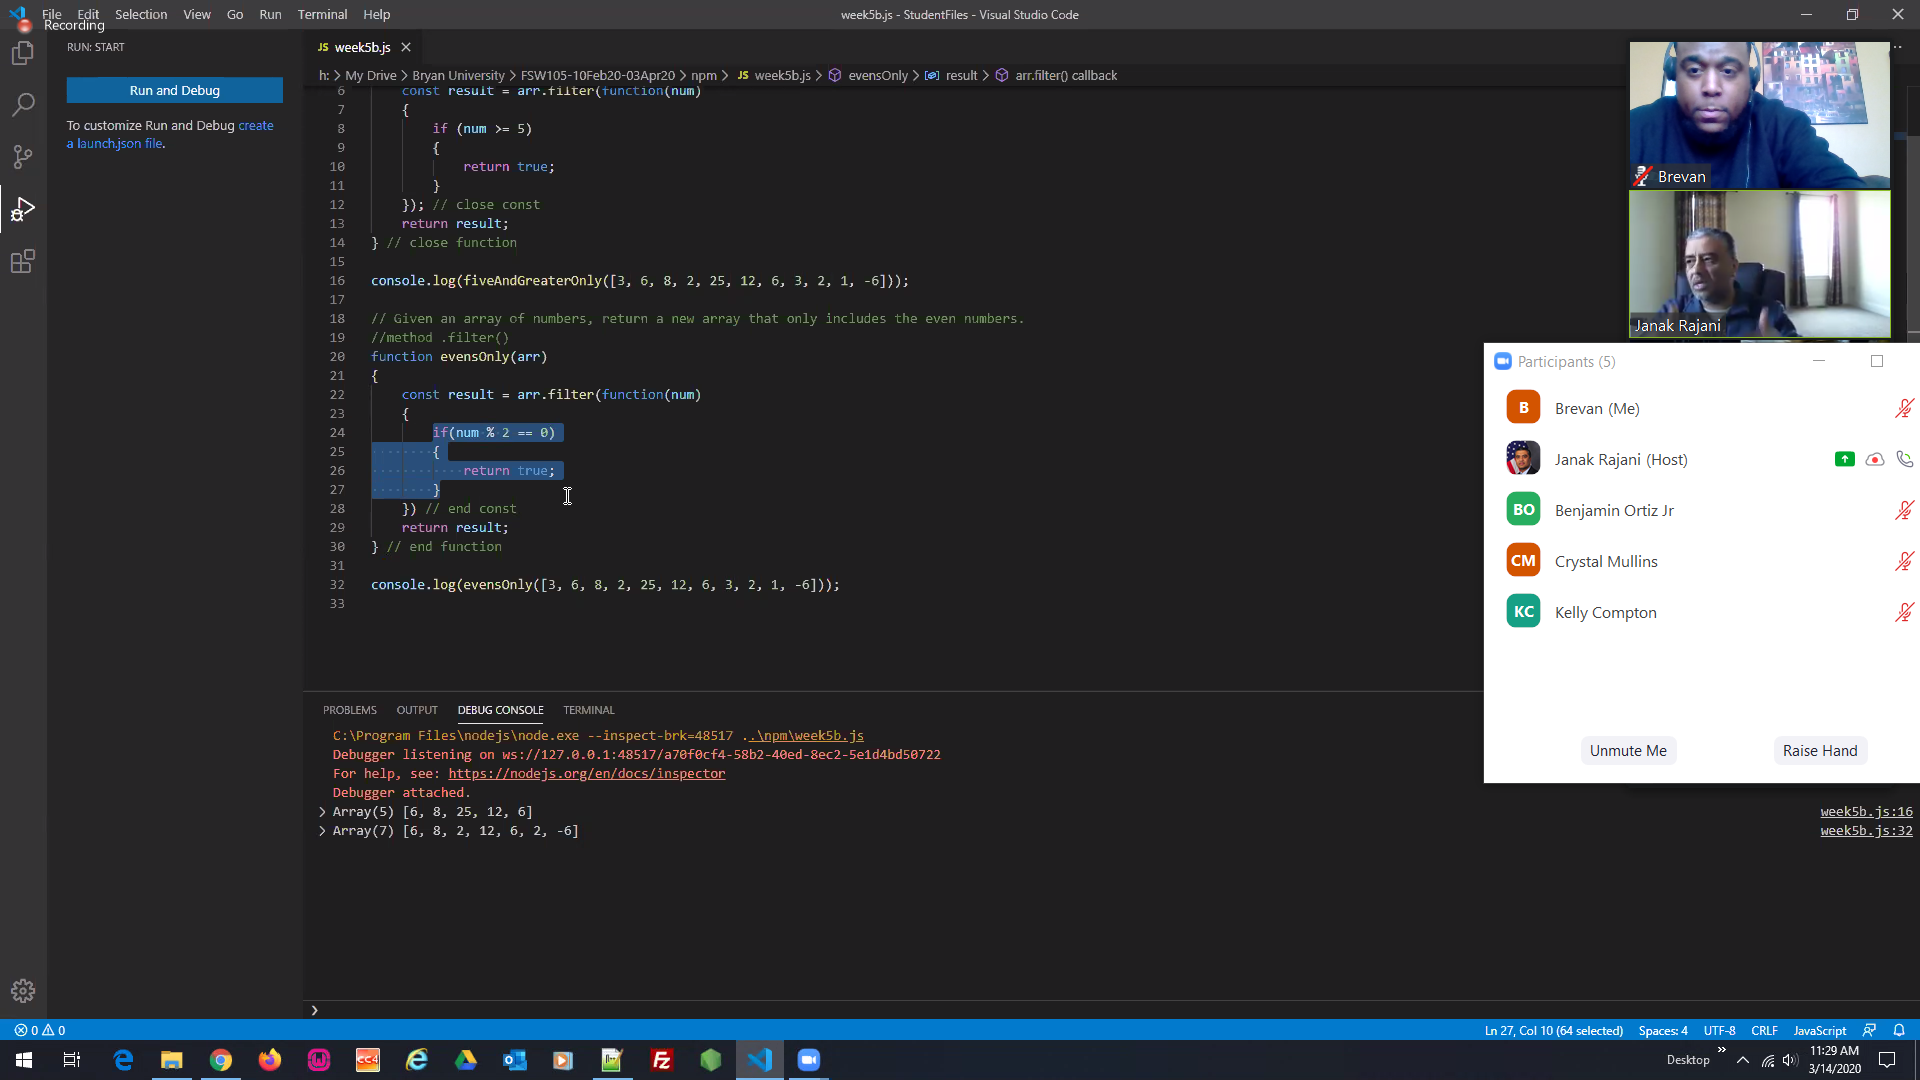 File Edit Selection View Go Run Terminal Help
week5b.js - StudentFiles - Visual Studio Code
Recording
RUN: START
Run and Debug
To customize Run and Debug create
a launch.json file.
JS week5b.js
h: > My Drive > Bryan University > FSW105-10Feb20-03Apr20 > npm > JS week5b.js > evensOnly > result > arr.filter() callback
6 const result = arr.filter(function(num)
7 {
8 if (num >= 5)
9 {
10 return true;
11 }
12 }); // close const
13 return result;
14 } // close function
15
16 console.log(fiveAndGreaterOnly([3, 6, 8, 2, 25, 12, 6, 3, 2, 1, -6]));
17
18 // Given an array of numbers, return a new array that only includes the even numbers.
19 //method .filter()
20 function evensOnly(arr)
21 {
22 const result = arr.filter(function(num)
23 {
24 if(num % 2 == 0)
25 {
26 return true;
27 }
28 }) // end const
29 return result;
30 } // end function
31
32 console.log(evensOnly([3, 6, 8, 2, 25, 12, 6, 3, 2, 1, -6]));
33
PROBLEMS OUTPUT DEBUG CONSOLE TERMINAL
C:\Program Files\nodejs\node.exe --inspect-brk=48517 ..\npm\week5b.js
Debugger listening on ws://127.0.0.1:48517/a70f0cf4-58b2-40ed-8ec2-5e1d4bd50722
For help, see: https://nodejs.org/en/docs/inspector
Debugger attached.
> Array(5) [6, 8, 25, 12, 6] week5b.js:16
> Array(7) [6, 8, 2, 12, 6, 2, -6] week5b.js:32
Brevan
Janak Rajani
Participants (5)
B Brevan (Me)
Janak Rajani (Host)
BO Benjamin Ortiz Jr
CM Crystal Mullins
KC Kelly Compton
Unmute Me Raise Hand
0 0
Ln 27, Col 10 (64 selected) Spaces: 4 UTF-8 CRLF JavaScript
CC4
Fz
Desktop
11:29 AM
3/14/2020